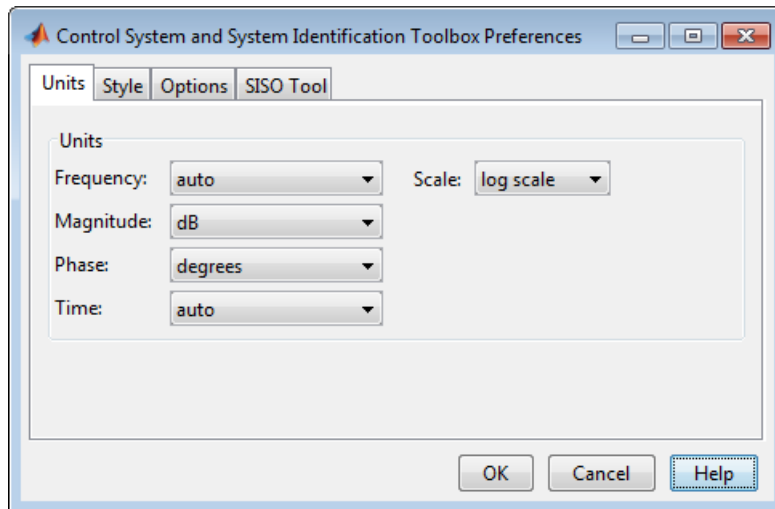 Control System and System Identification Toolbox Preferences
Units Style Options SISO Tool
Units
Frequency: auto Scale: log scale
Magnitude: dB
Phase: degrees
Time: auto
OK Cancel Help